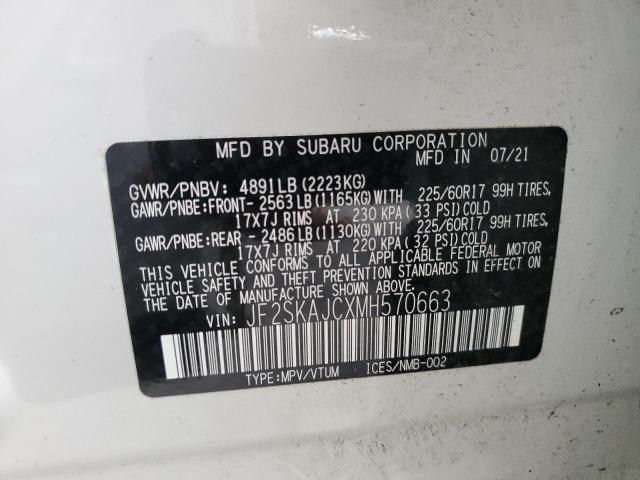 MFD BY SUBARU CORPORATION
MFD IN 07/21
GVWR/PNBV: 4891LB(2223KG)
GAWR/PNBE:FRONT- 2563LB(1165KG)WITH 225/60R17 99H TIRES,
17X7J RIMS AT 230 KPA(33 PSI)COLD
GAWR/PNBE:REAR - 2486LB(1130KG)WITH 225/60R17 99H TIRES,
17X7J RIMS AT 220 KPA(32 PSI)COLD
THIS VEHICLE CONFORMS TO ALL APPLICABLE FEDERAL MOTOR
VEHICLE SAFETY AND THEFT PREVENTION STANDARDS IN EFFECT
ON THE DATE OF MANUFACTURE SHOWN ABOVE.
VIN: JF2SKAJCXMH570663
TYPE:MPV/VTUM ICES/NMB-002